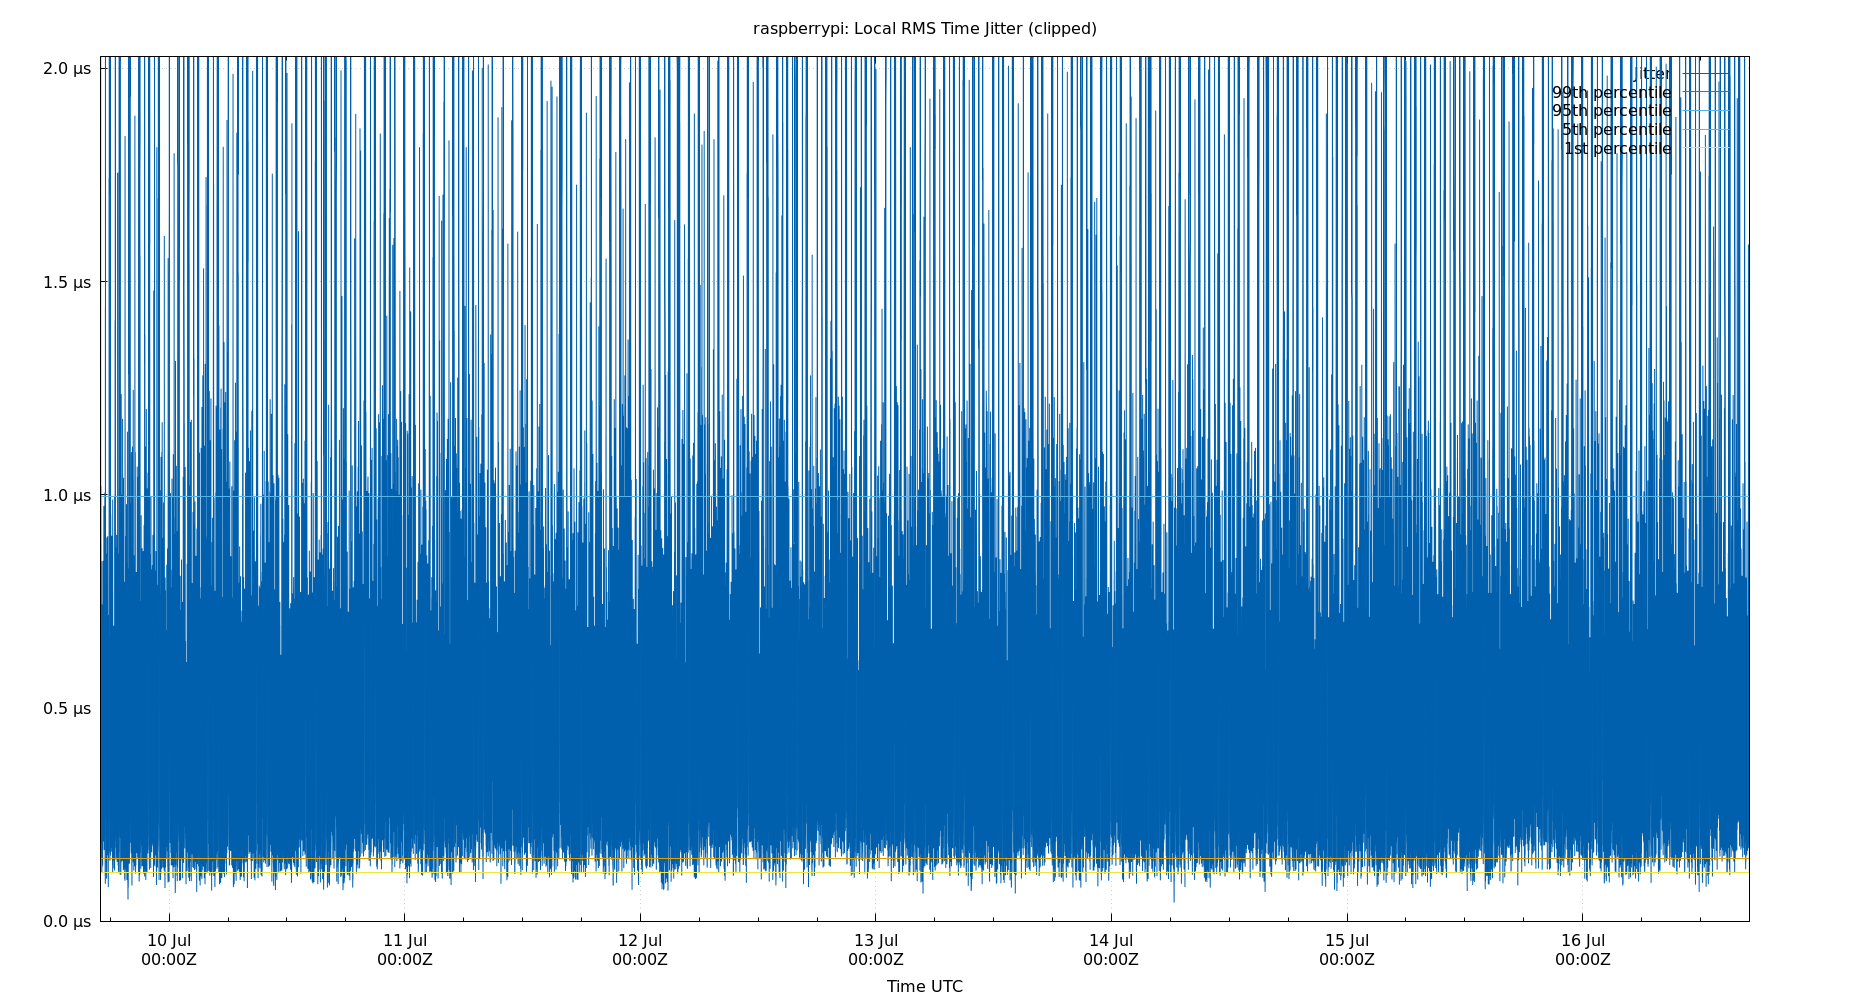 raspberrypi: Local RMS Time Jitter (clipped)
2.0 µs
jitter
99th percentile
95th percentile
5th percentile
1st percentile
1.5 µs
1.0 µs
0.5 µs
0.0 µs
10 Jul 11 Jul 12 Jul 13 Jul 14 Jul 15 Jul 16 Jul
00:00Z 00:00Z 00:00Z 00:00Z 00:00Z 00:00Z 00:00Z
Time UTC